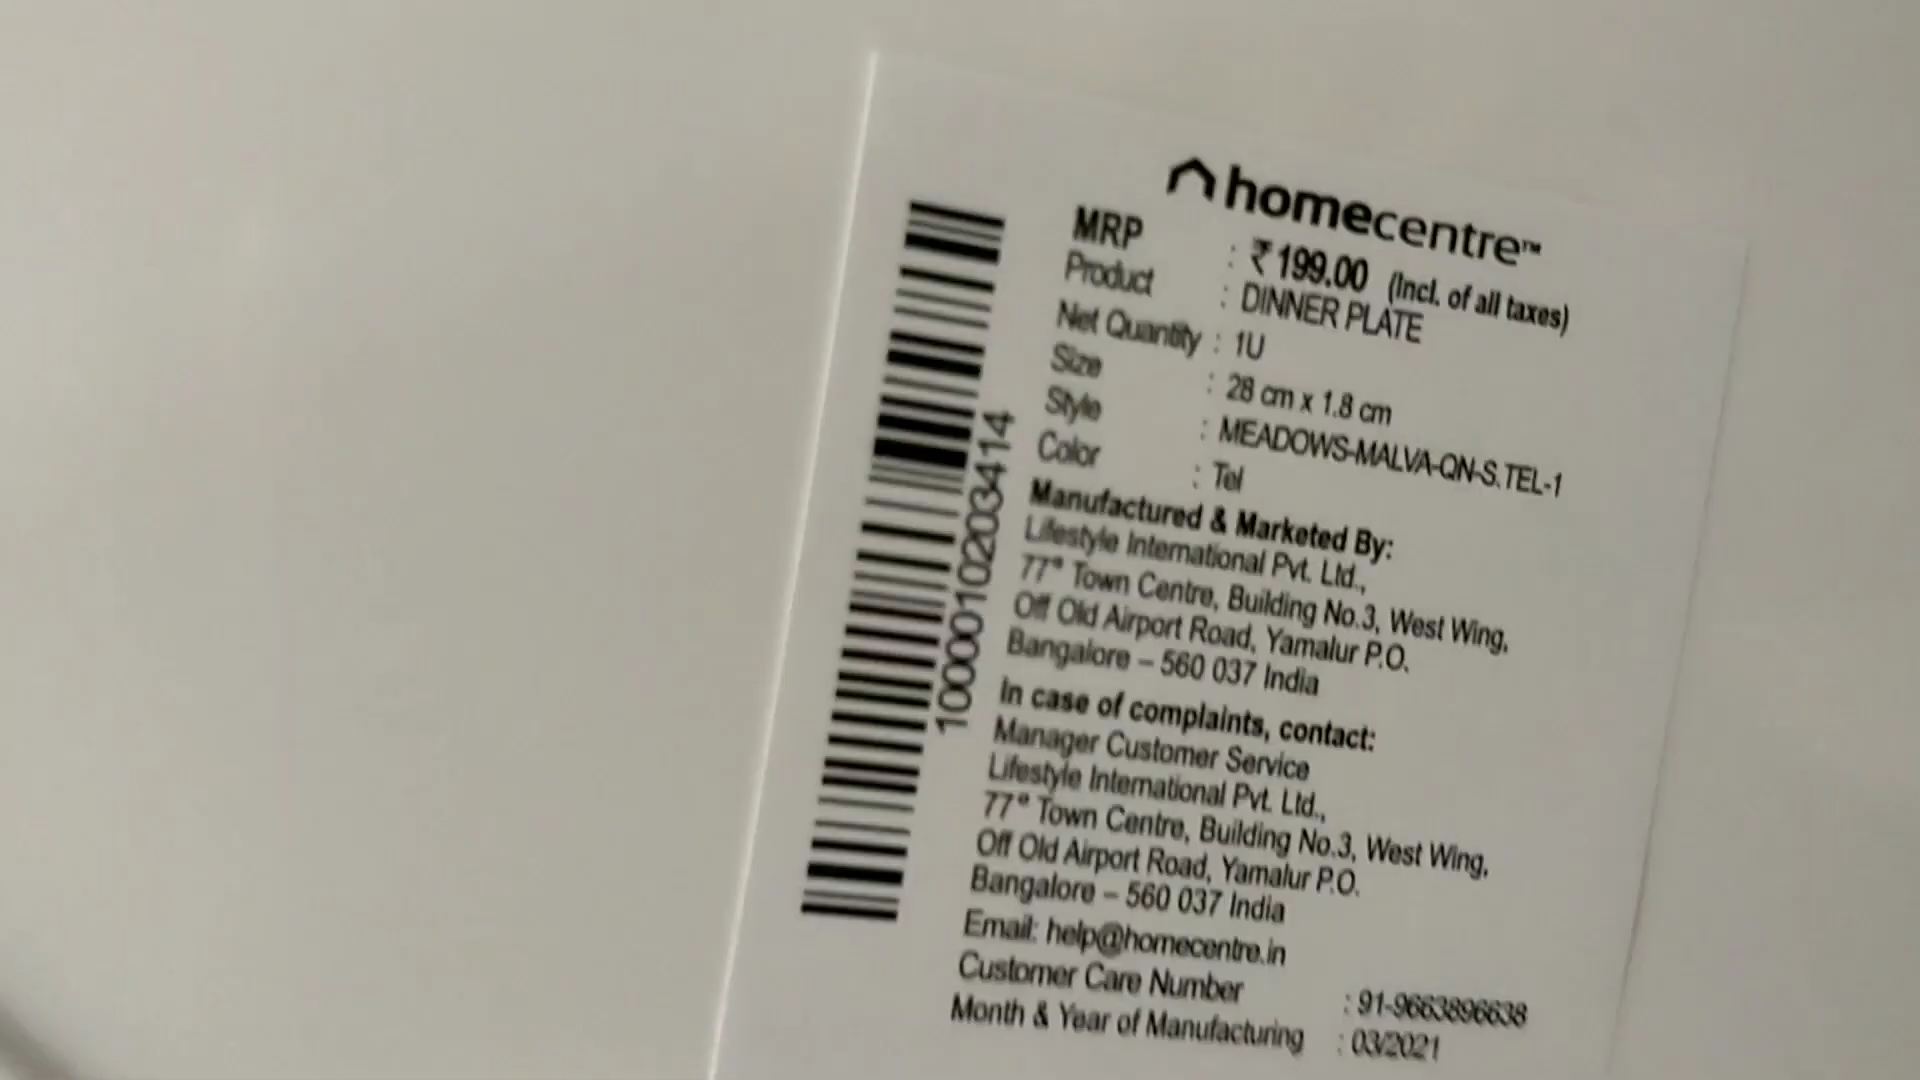 homecentre™
MRP : ₹ 199.00 (Incl. of all taxes)
Product : DINNER PLATE
Net Quantity : 1U
Size : 28 cm x 1.8 cm
Style : MEADOWS-MALVA-QN-S.TEL-1
Color : Tel
Manufactured & Marketed By:
Lifestyle International Pvt. Ltd.,
77° Town Centre, Building No.3, West Wing,
Off Old Airport Road, Yamalur P.O.
Bangalore – 560 037 India
In case of complaints, contact:
Manager Customer Service
Lifestyle International Pvt. Ltd.,
77° Town Centre, Building No.3, West Wing,
Off Old Airport Road, Yamalur P.O.
Bangalore – 560 037 India
Email: help@homecentre.in
Customer Care Number : 91-9663896638
Month & Year of Manufacturing : 03/2021
1000010203414